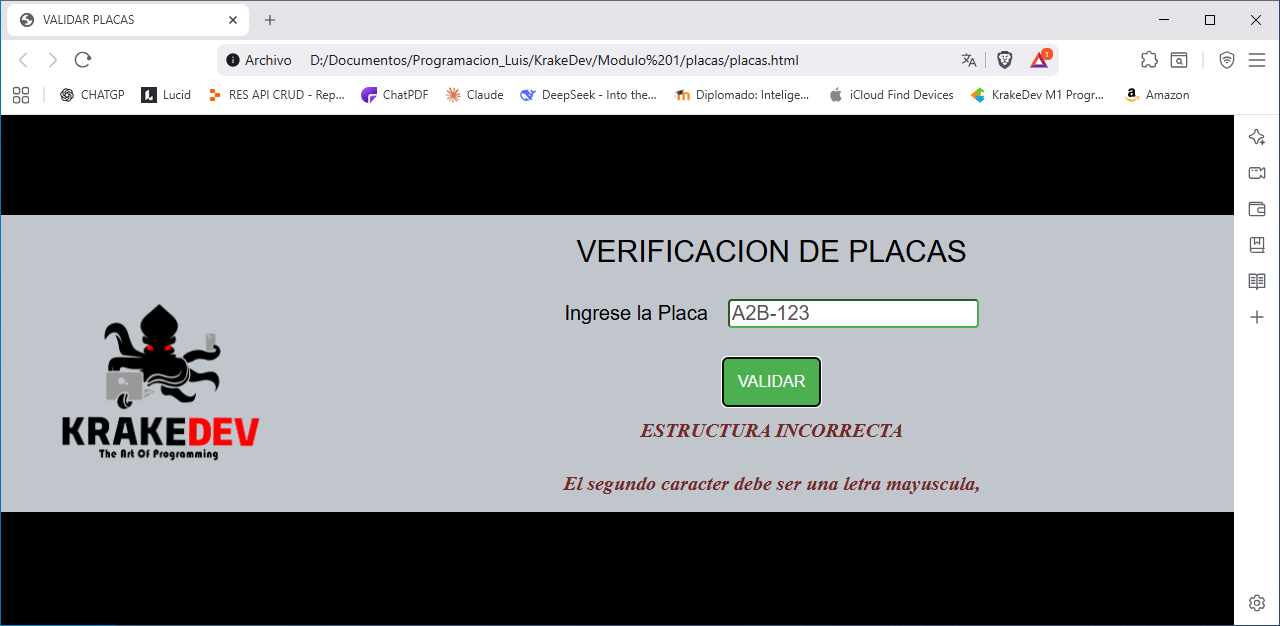 VALIDAR PLACAS
Archivo D:/Documentos/Programacion_Luis/KrakeDev/Modulo%201/placas/placas.html
1
CHATGP Lucid RES API CRUD - Rep... ChatPDF Claude DeepSeek - Into the... Diplomado: Intelige... iCloud Find Devices KrakeDev M1 Progr... Amazon
VERIFICACION DE PLACAS
Ingrese la Placa A2B-123
VALIDAR
ESTRUCTURA INCORRECTA
El segundo caracter debe ser una letra mayuscula,
KRAKEDEV
The Art Of Programming